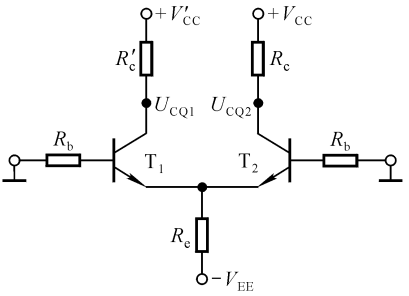 +V′CC
+VCC
R′c
Rc
UCQ1
UCQ2
Rb
T1
T2
Rb
Re
−VEE